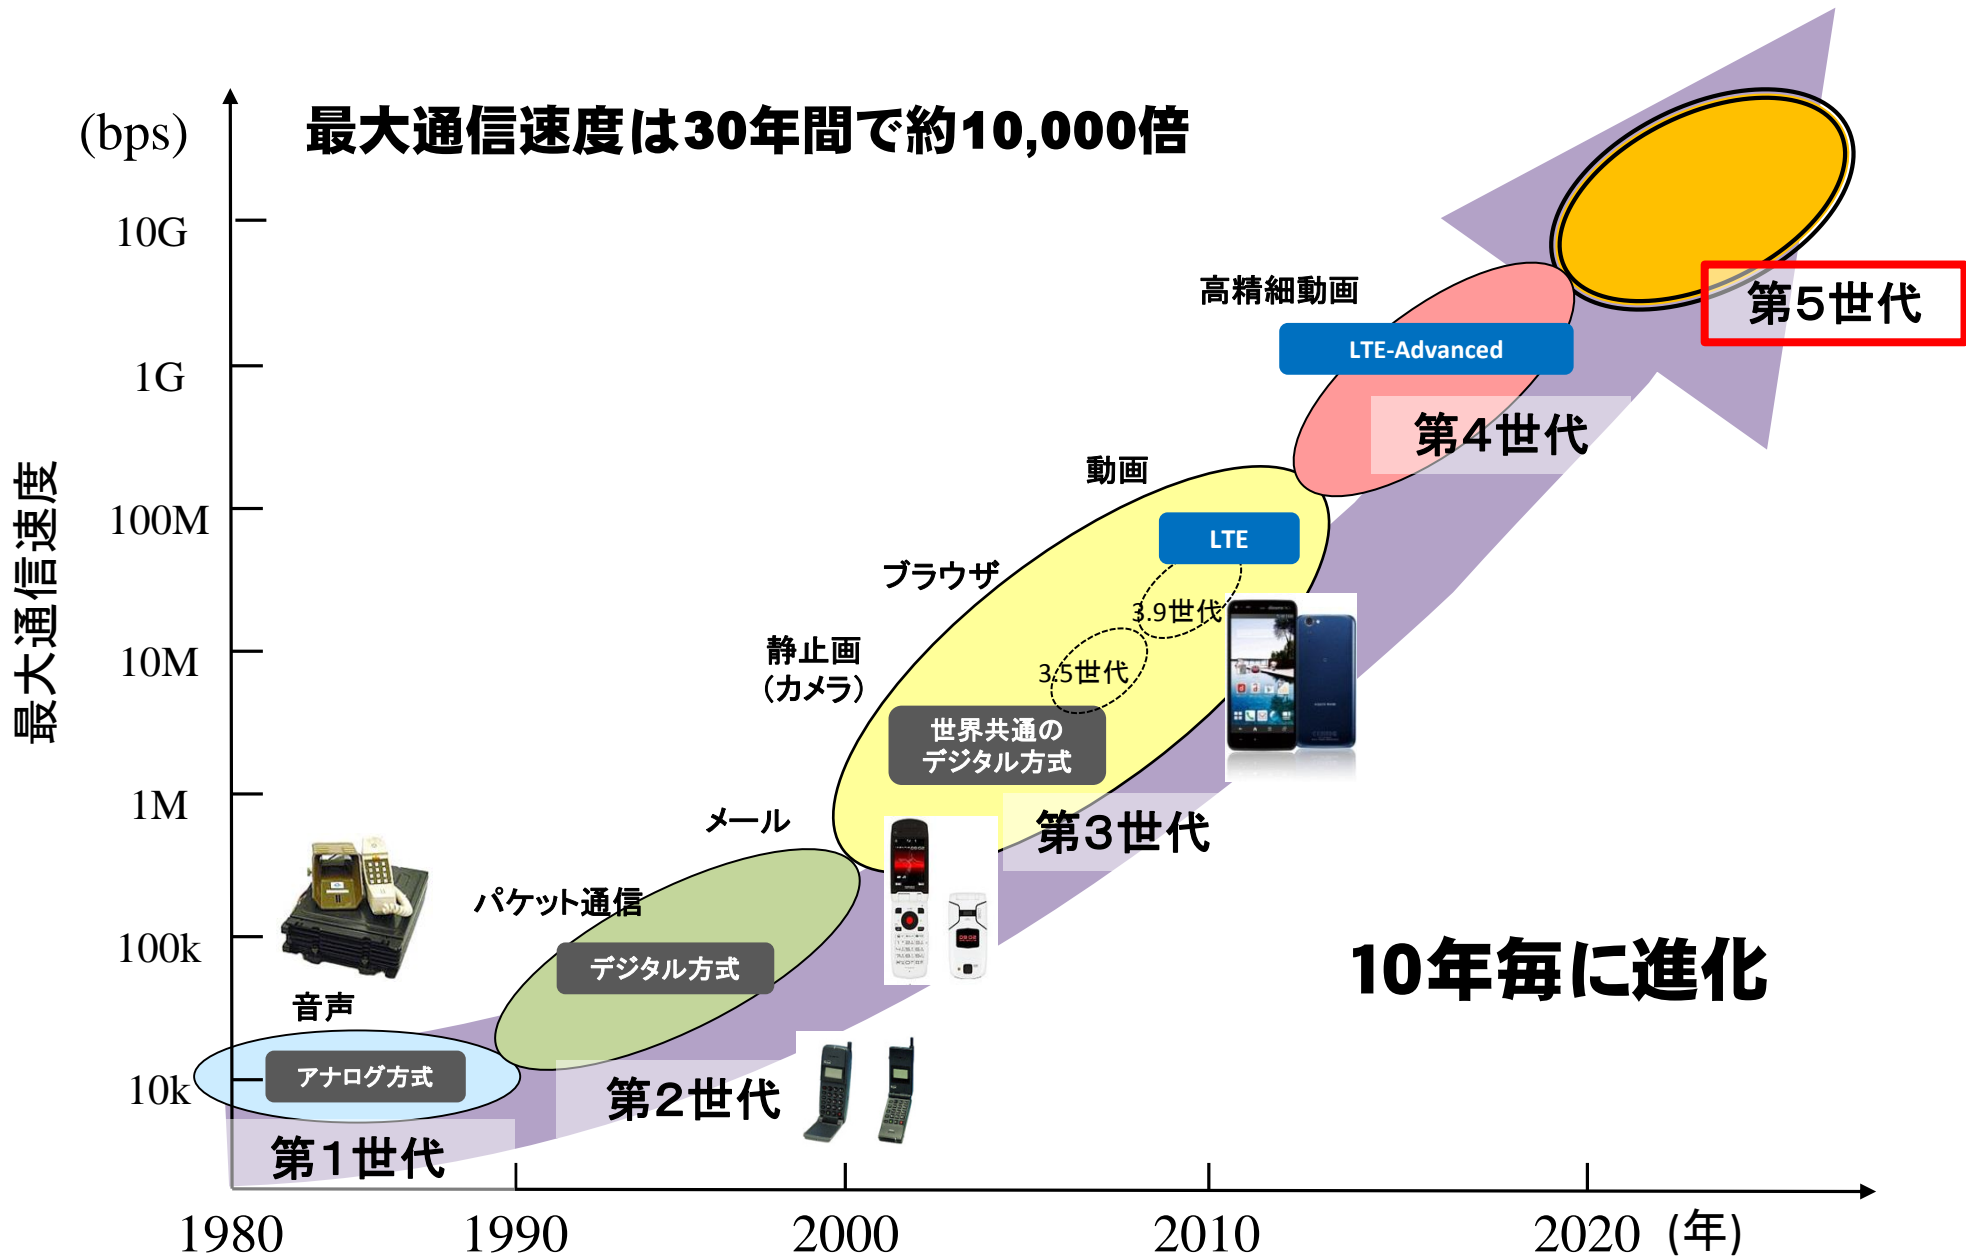 (bps)
最大通信速度は30年間で約10,000倍
10G
高精細動画
第5世代
LTE-Advanced
1G
第4世代
動画
最大通信速度
100M
LTE
ブラウザ
3.9世代
静止画
(カメラ)
10M
3.5世代
世界共通の
デジタル方式
1M
メール
第3世代
パケット通信
100k
デジタル方式
10年毎に進化
音声
10k
アナログ方式
第2世代
第1世代
1980
1990
2000
2010
2020
(年)